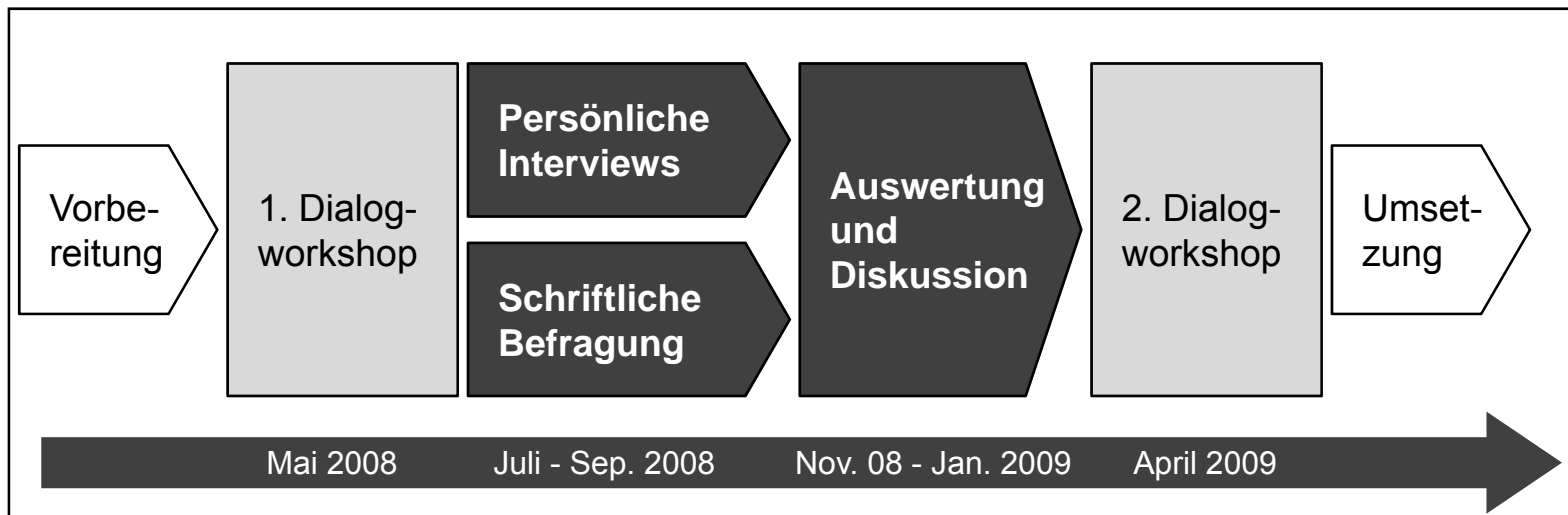 Vorbe-
reitung
1. Dialog-
workshop
Persönliche
Interviews
Schriftliche
Befragung
Auswertung
und
Diskussion
2. Dialog-
workshop
Umset-
zung
Mai 2008
Juli - Sep. 2008
Nov. 08 - Jan. 2009
April 2009